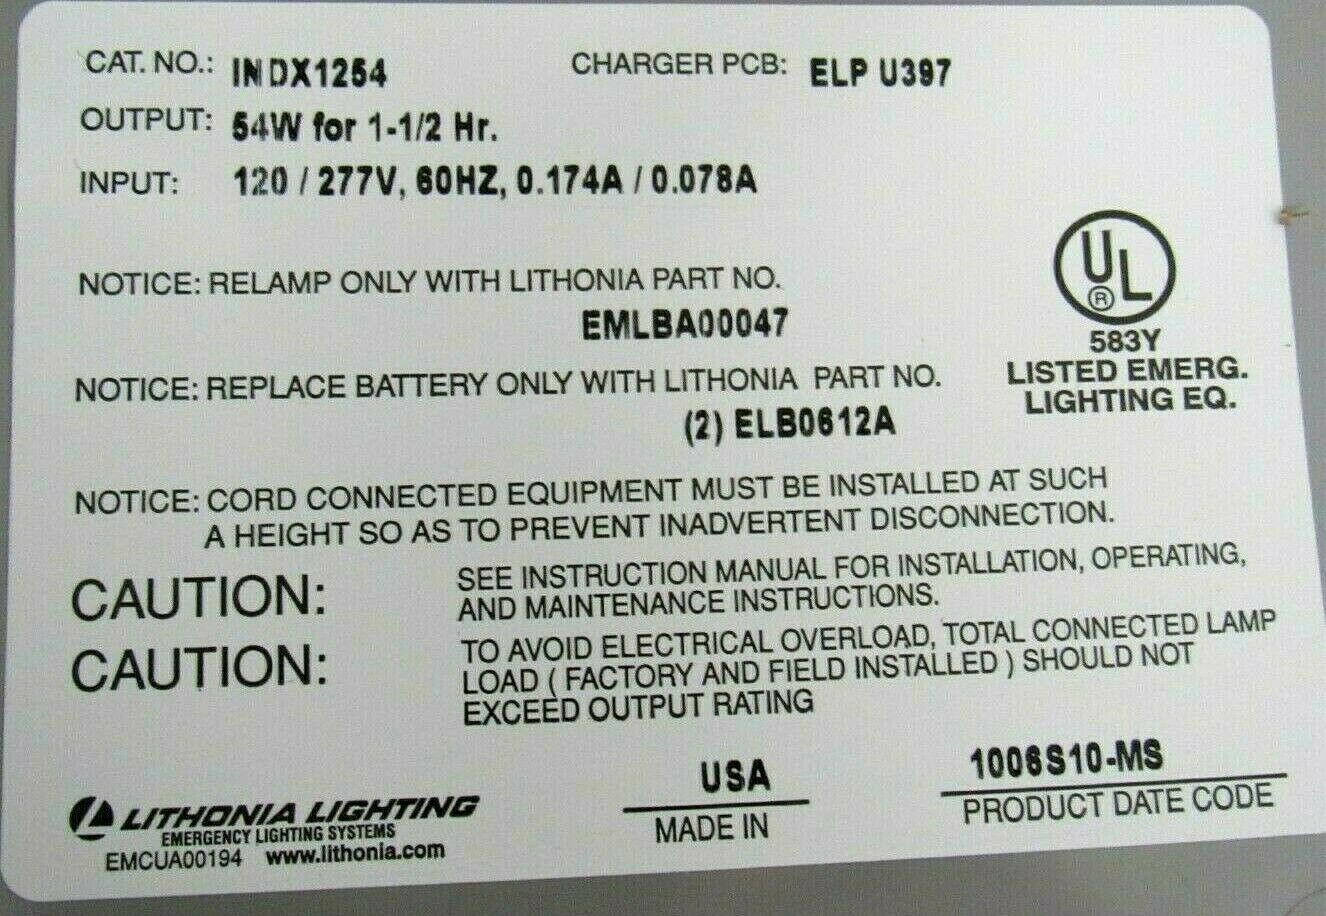 CAT. NO.: INDX1254 CHARGER PCB: ELP U397
OUTPUT: 54W for 1-1/2 Hr.
INPUT: 120 / 277V, 60HZ, 0.174A / 0.078A
NOTICE: RELAMP ONLY WITH LITHONIA PART NO.
EMLBA00047
NOTICE: REPLACE BATTERY ONLY WITH LITHONIA PART NO.
(2) ELB0612A
UL
®
583Y
LISTED EMERG.
LIGHTING EQ.
NOTICE: CORD CONNECTED EQUIPMENT MUST BE INSTALLED AT SUCH
A HEIGHT SO AS TO PREVENT INADVERTENT DISCONNECTION.
CAUTION: SEE INSTRUCTION MANUAL FOR INSTALLATION, OPERATING,
AND MAINTENANCE INSTRUCTIONS.
CAUTION: TO AVOID ELECTRICAL OVERLOAD, TOTAL CONNECTED LAMP
LOAD ( FACTORY AND FIELD INSTALLED ) SHOULD NOT
EXCEED OUTPUT RATING
LITHONIA LIGHTING
EMERGENCY LIGHTING SYSTEMS
EMCUA00194 www.lithonia.com
USA
MADE IN
1006S10-MS
PRODUCT DATE CODE